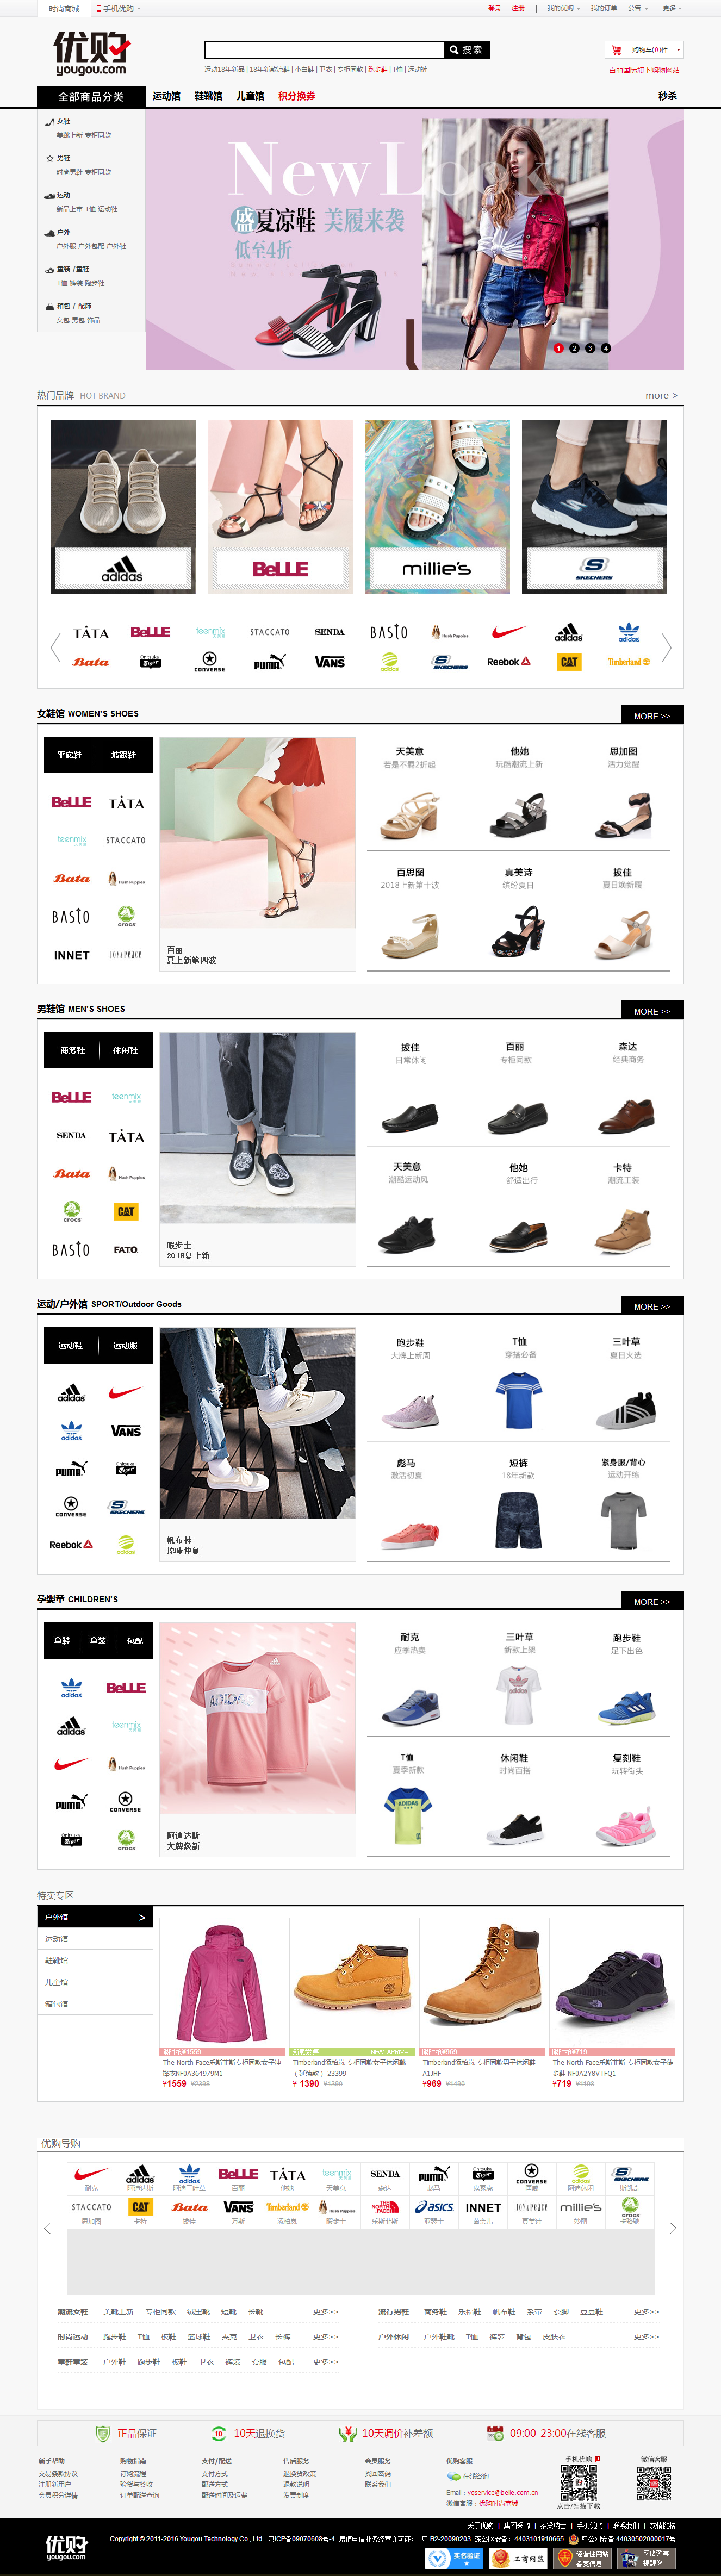 时尚商城 手机优购 登录 注册 | 我的优购 我的订单 公告 更多
优购
yougou.com
搜索
购物车(0)件
运动18年新品 | 18年新款凉鞋 | 小白鞋 | 卫衣 | 专柜同款 | 跑步鞋 | T恤 | 运动裤
百丽国际旗下购物网站
全部商品分类 运动馆 鞋靴馆 儿童馆 积分换券 秒杀
女鞋
美靴上新 专柜同款
男鞋
时尚男鞋 专柜同款
运动
新品上市 T恤 运动鞋
户外
户外服 户外包配 户外鞋
童装 /童鞋
T恤 裤装 跑步鞋
箱包 / 配饰
女包 男包 饰品
New Look
盛夏凉鞋 美履来袭
低至4折
1 2 3 4
热门品牌 HOT BRAND more >
adidas BeLLE millie's SKECHERS
TATA BeLLE teenmix STACCATO SENDA BASTO Hush Puppies adidas adidas
Bata Onitsuka Tiger CONVERSE PUMA VANS adidas SKECHERS Reebok CAT Timberland
女鞋馆 WOMEN'S SHOES MORE >>
平底鞋 坡跟鞋
BeLLE TATA
teenmix STACCATO
Bata Hush Puppies
BASTO crocs
INNET JOY&PEACE
百丽
夏上新第四波
天美意 他她 思加图
若是不羁2折起 玩酷潮流上新 活力觉醒
百思图 真美诗 拔佳
2018上新第十波 缤纷夏日 夏日焕新履
男鞋馆 MEN'S SHOES MORE >>
商务鞋 休闲鞋
BeLLE teenmix
SENDA TATA
Bata Hush Puppies
crocs CAT
BASTO FATO
暇步士
2018夏上新
拔佳 百丽 森达
日常休闲 专柜同款 经典商务
天美意 他她 卡特
潮酷运动风 舒适出行 潮流工装
运动/户外馆 SPORT/Outdoor Goods MORE >>
运动鞋 运动服
adidas
adidas VANS
PUMA Onitsuka Tiger
CONVERSE SKECHERS
Reebok adidas
帆布鞋
原味仲夏
跑步鞋 T恤 三叶草
大牌上新周 穿搭必备 夏日火选
彪马 短裤 紧身服/背心
激活初夏 18年新款 运动开练
孕婴童 CHILDREN'S MORE >>
童鞋 童装 包配
adidas BeLLE
adidas teenmix
Hush Puppies
PUMA CONVERSE
Onitsuka Tiger crocs
阿迪达斯
大牌焕新
耐克 三叶草 跑步鞋
应季热卖 新款上架 足下出色
T恤 休闲鞋 复刻鞋
夏季新款 时尚百搭 玩转街头
特卖专区
户外馆 >
运动馆
鞋靴馆
儿童馆
箱包馆
限时抢¥1559 新款发售 NEW ARRIVAL 限时抢¥969 限时抢¥719
The North Face乐斯菲斯专柜同款女子冲锋衣NF0A364979M1
¥1559 ¥2398
Timberland添柏岚 专柜同款女子休闲靴（延续款） 23399
¥ 1390 ¥1390
Timberland添柏岚 专柜同款男子休闲鞋A1JHF
¥969 ¥1490
The North Face乐斯菲斯 专柜同款女子徒步鞋 NF0A2Y8VTFQ1
¥719 ¥1198
优购导购
adidas adidas BeLLE TATA teenmix SENDA PUMA Onitsuka Tiger CONVERSE adidas SKECHERS
耐克 阿迪达斯 阿迪三叶草 百丽 他她 天美意 森达 彪马 鬼冢虎 匡威 阿迪休闲 斯凯奇
STACCATO CAT Bata VANS Timberland Hush Puppies THE NORTH FACE asics INNET JOY&PEACE millie's crocs
思加图 卡特 拔佳 万斯 添柏岚 暇步士 乐斯菲斯 亚瑟士 茵奈儿 真美诗 妙丽 卡骆驰
潮流女鞋 美靴上新 专柜同款 绒里靴 短靴 长靴 更多>>
流行男鞋 商务鞋 乐福鞋 帆布鞋 系带 套脚 豆豆鞋 更多>>
时尚运动 跑步鞋 T恤 板鞋 篮球鞋 夹克 卫衣 长裤 更多>>
户外休闲 户外鞋靴 T恤 裤装 背包 皮肤衣 更多>>
童鞋童装 户外鞋 跑步鞋 板鞋 卫衣 裤装 套服 包配 更多>>
正品保证 10天退换货 10天调价补差额 09:00-23:00在线客服
新手帮助 购物指南 支付/配送 售后服务 会员服务 优购客服 手机优购 微信客服
交易条款协议 订购流程 支付方式 退换货政策 找回密码 在线咨询
注册新用户 验货与签收 配送方式 退款说明 联系我们
会员积分详情 订单配送查询 配送时间及运费 发票制度
Email：ygservice@belle.com.cn
微信客服：优购时尚商城
点击/扫描下载
关于优购 | 集团采购 | 招贤纳士 | 手机优购 | 联系我们 | 友情链接
优购
yougou.com
Copyright © 2011-2016 Yougou Technology Co., Ltd. 粤ICP备09070608号-4 增值电信业务经营许可证： 粤 B2-20090203 深公网安备：4403101910665 粤公网安备 44030502000017号
实名验证 工商网监 经营性网站备案信息 网络警察提醒您